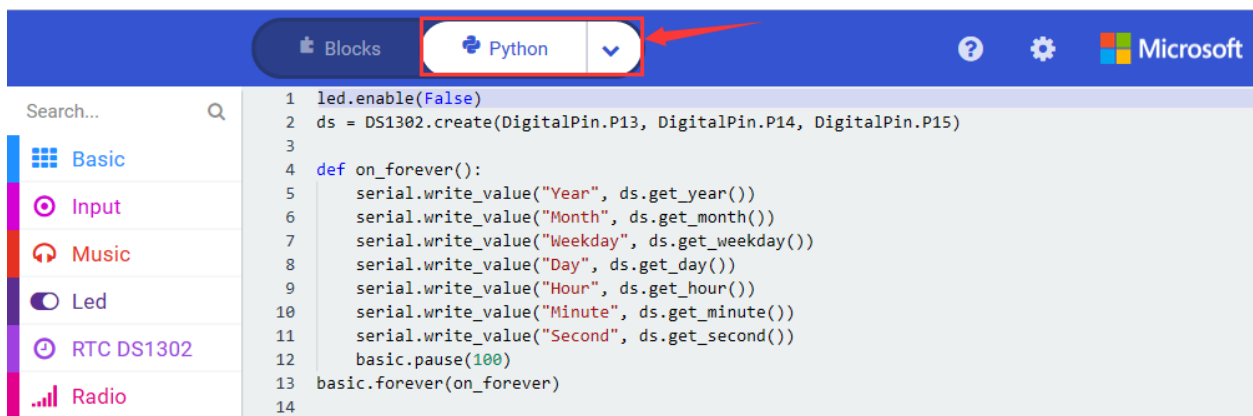 Blocks
Python
Microsoft
Search...
Basic
Input
Music
Led
RTC DS1302
Radio
1 led.enable(False)
2 ds = DS1302.create(DigitalPin.P13, DigitalPin.P14, DigitalPin.P15)
3
4 def on_forever():
5     serial.write_value("Year", ds.get_year())
6     serial.write_value("Month", ds.get_month())
7     serial.write_value("Weekday", ds.get_weekday())
8     serial.write_value("Day", ds.get_day())
9     serial.write_value("Hour", ds.get_hour())
10     serial.write_value("Minute", ds.get_minute())
11     serial.write_value("Second", ds.get_second())
12     basic.pause(100)
13 basic.forever(on_forever)
14